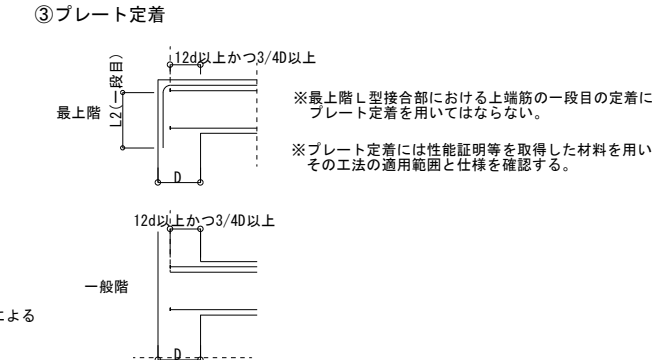 ③プレート定着
12d以上かつ3/4D以上
L2(一段目)
最上階
※最上階L型接合部における上端筋の一段目の定着に
プレート定着を用いてはならない。
※プレート定着には性能証明等を取得した材料を用い
その工法の適用範囲と仕様を確認する。
D
12d以上かつ3/4D以上
一般階
による
D